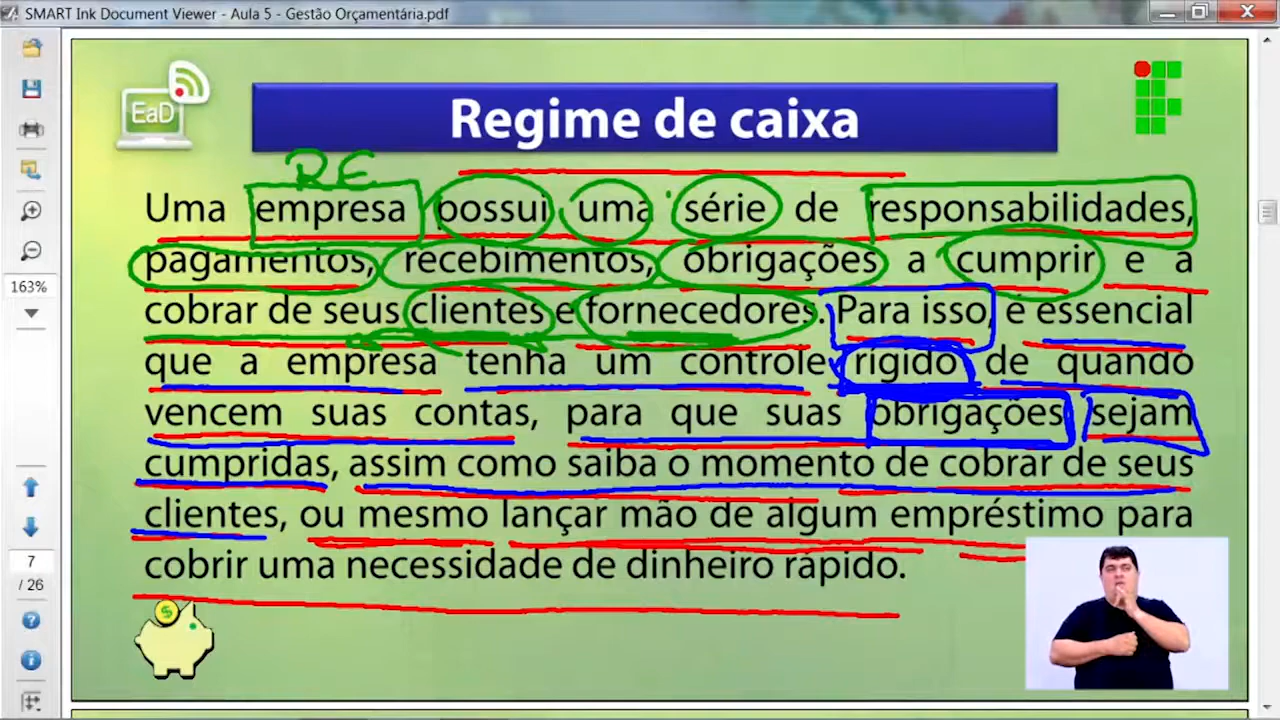 SMART Ink Document Viewer - Aula 5 - Gestão Orçamentária.pdf
EaD
Regime de caixa
RE
Uma empresa possui uma série de responsabilidades,
pagamentos, recebimentos, obrigações a cumprir e a
cobrar de seus clientes e fornecedores. Para isso, é essencial
que a empresa tenha um controle rígido de quando
vencem suas contas, para que suas obrigações sejam
cumpridas, assim como saiba o momento de cobrar de seus
clientes, ou mesmo lançar mão de algum empréstimo para
cobrir uma necessidade de dinheiro rápido.
163%
7
/ 26
$